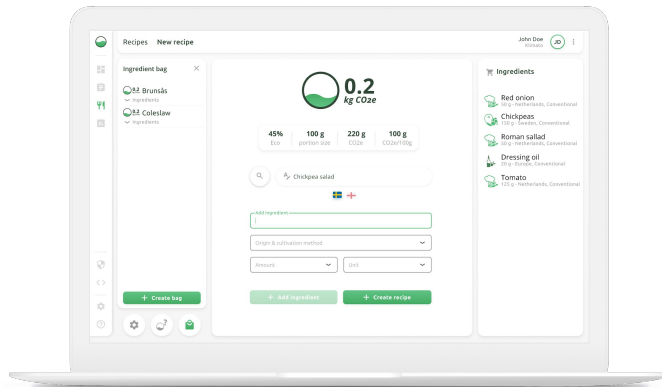 Recipes New recipe
John Doe
Klimato
JD
Ingredient bag
0.2 Brunsås
Ingredients
0.2 Coleslaw
Ingredients
Create bag
0.2
kg CO2e
45%
Eco
100 g
portion size
220 g
CO2e
100 g
CO2e/100g
Chickpea salad
Add ingredient
Origin & cultivation method
Amount
Unit
+ Add ingredient
+ Create recipe
Ingredients
Red onion
50 g - Netherlands, Conventional
Chickpeas
150 g - Sweden, Conventional
Roman sallad
50 g - Netherlands, Conventional
Dressing oil
20 g - Europe, Conventional
Tomato
125 g - Netherlands, Conventional